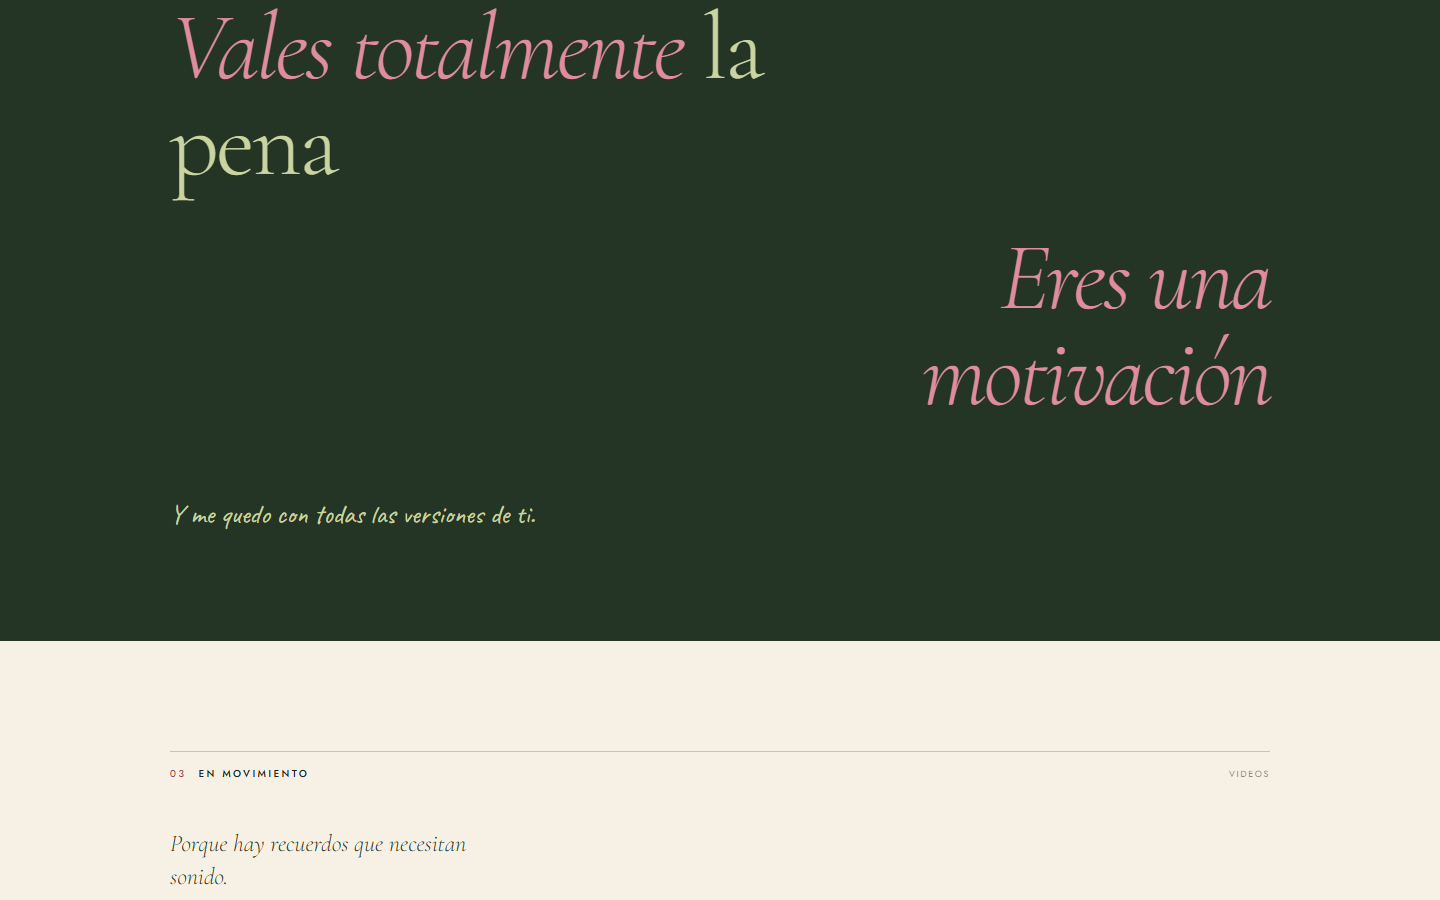 Vales totalmente la
pena
Eres una
motivación
Y me quedo con todas las versiones de ti.
03 EN MOVIMIENTO
VIDEOS
Porque hay recuerdos que necesitan
sonido.